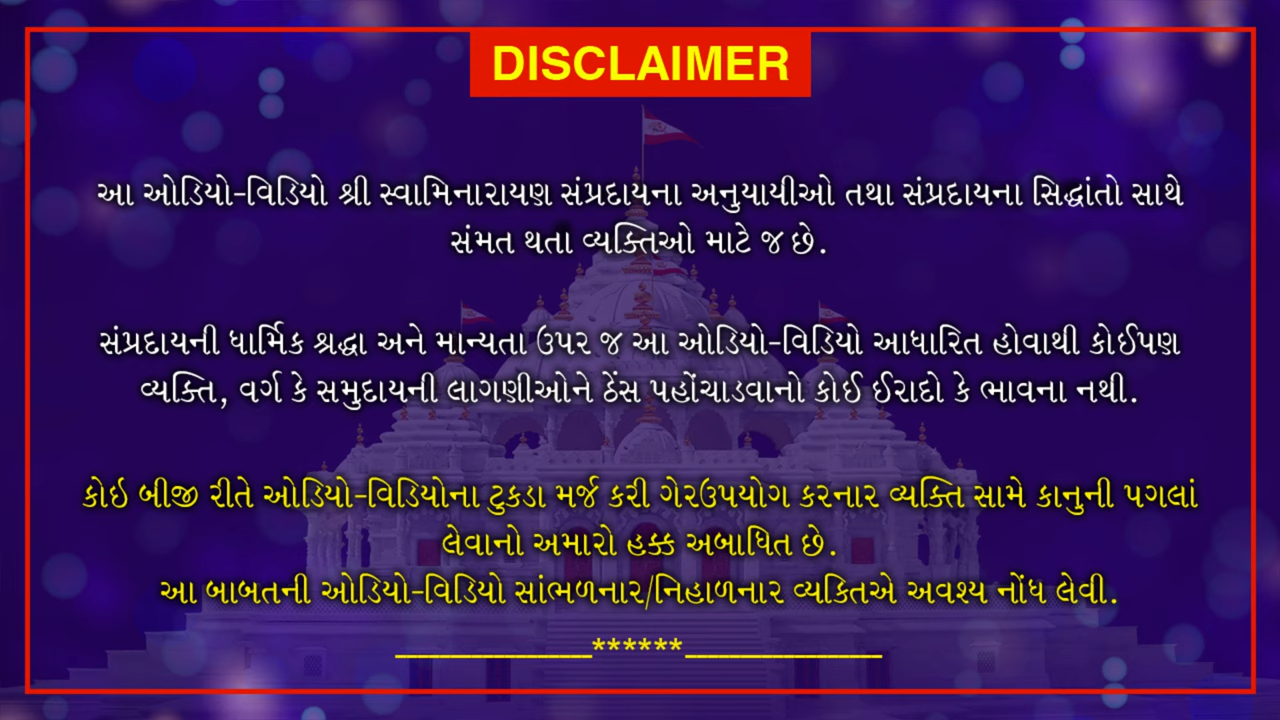 DISCLAIMER
આ ઓડિયો-વિડિયો શ્રી સ્વામિનારાયણ સંપ્રદાયના અનુયાયીઓ તથા સંપ્રદાયના સિદ્ધાંતો સાથે
સંમત થતા વ્યક્તિઓ માટે જ છે.
સંપ્રદાયની ધાર્મિક શ્રદ્ધા અને માન્યતા ઉપર જ આ ઓડિયો-વિડિયો આધારિત હોવાથી કોઈપણ
વ્યક્તિ, વર્ગ કે સમુદાયની લાગણીઓને ઠેંસ પહોંચાડવાનો કોઈ ઈરાદો કે ભાવના નથી.
કોઇ બીજી રીતે ઓડિયો-વિડિયોના ટુકડા મર્જ કરી ગેરઉપયોગ કરનાર વ્યક્તિ સામે કાનુની પગલાં
લેવાનો અમારો હક્ક અબાધિત છે.
આ બાબતની ઓડિયો-વિડિયો સાંભળનાર/નિહાળનાર વ્યકિતએ અવશ્ય નોંધ લેવી.
_______________******_______________